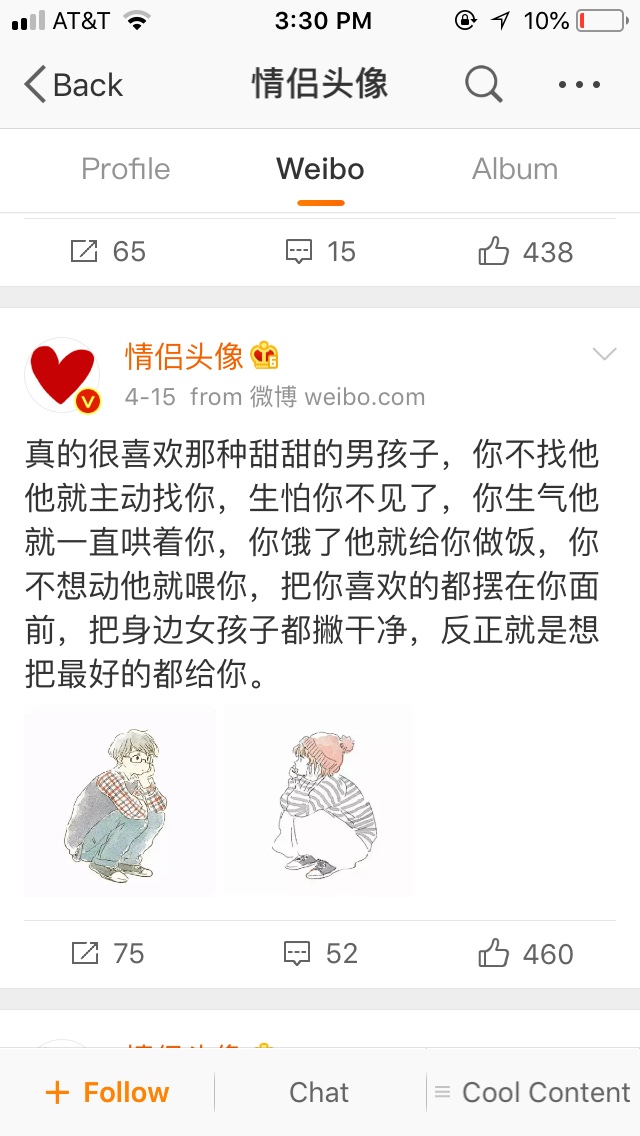 AT&T 3:30 PM 10%
Back 情侣头像
Profile Weibo Album
65 15 438
情侣头像 6
4-15 from 微博 weibo.com
真的很喜欢那种甜甜的男孩子，你不找他
他就主动找你，生怕你不见了，你生气他
就一直哄着你，你饿了他就给你做饭，你
不想动他就喂你，把你喜欢的都摆在你面
前，把身边女孩子都撇干净，反正就是想
把最好的都给你。
75 52 460
情侣头像
+ Follow Chat Cool Content